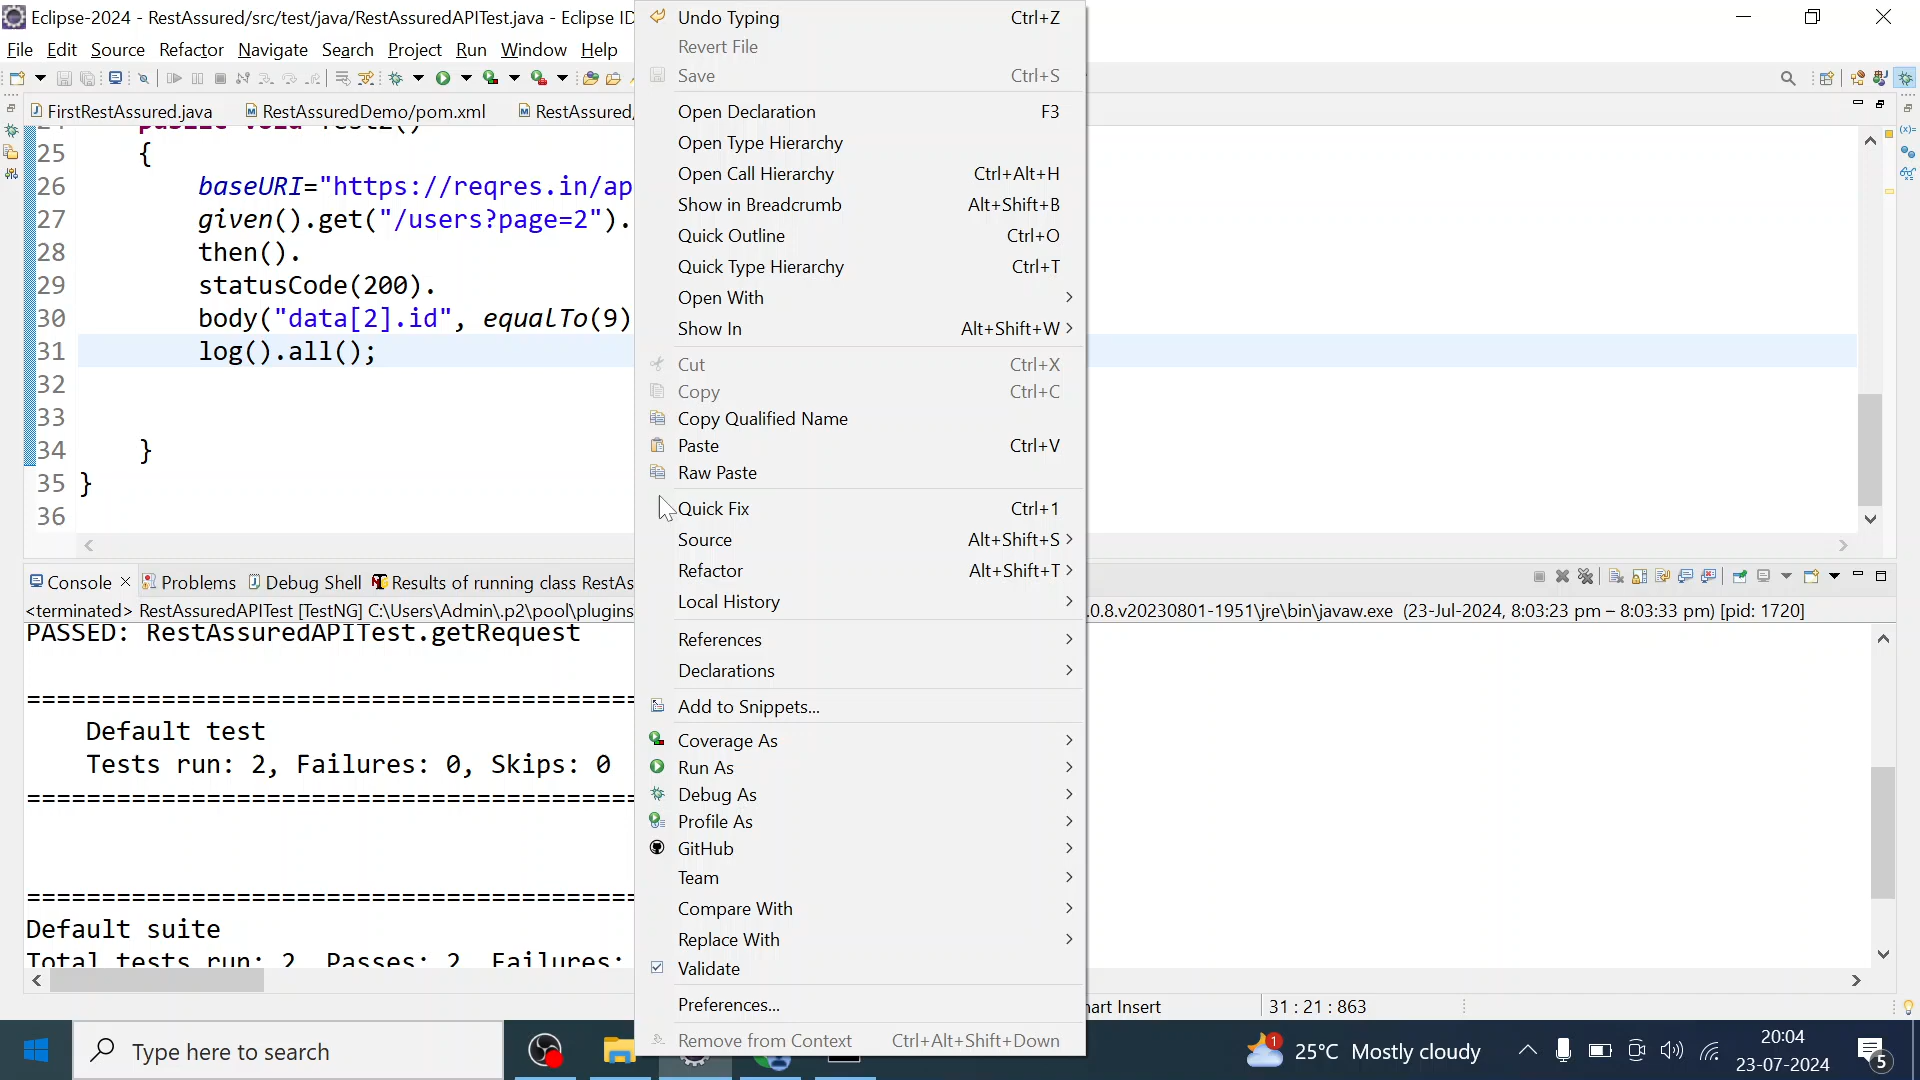 Eclipse-2024 - RestAssured/src/test/java/RestAssuredAPITest.java - Eclipse ID
File Edit Source Refactor Navigate Search Project Run Window Help
FirstRestAssured.java RestAssuredDemo/pom.xml RestAssured/
public void Test2()
25 {
26 baseURI="https://reqres.in/ap
27 given().get("/users?page=2").
28 then().
29 statusCode(200).
30 body("data[2].id", equalTo(9)
31 log().all();
32
33
34 }
35 }
36
Undo Typing Ctrl+Z
Revert File
Save Ctrl+S
Open Declaration F3
Open Type Hierarchy
Open Call Hierarchy Ctrl+Alt+H
Show in Breadcrumb Alt+Shift+B
Quick Outline Ctrl+O
Quick Type Hierarchy Ctrl+T
Open With >
Show In Alt+Shift+W >
Cut Ctrl+X
Copy Ctrl+C
Copy Qualified Name
Paste Ctrl+V
Raw Paste
Quick Fix Ctrl+1
Source Alt+Shift+S >
Refactor Alt+Shift+T >
Local History >
References >
Declarations >
Add to Snippets...
Coverage As >
Run As >
Debug As >
Profile As >
GitHub >
Team >
Compare With >
Replace With >
Validate
Preferences...
Remove from Context Ctrl+Alt+Shift+Down
Console Problems Debug Shell Results of running class RestAs
<terminated> RestAssuredAPITest [TestNG] C:\Users\Admin\.p2\pool\plugins .0.8.v20230801-1951\jre\bin\javaw.exe (23-Jul-2024, 8:03:23 pm – 8:03:33 pm) [pid: 1720]
PASSED: RestAssuredAPITest.getRequest
===========================================
Default test
Tests run: 2, Failures: 0, Skips: 0
===========================================
===========================================
Default suite
Total tests run: 2, Passes: 2, Failures:
nart Insert 31 : 21 : 863
Type here to search
1
25°C Mostly cloudy
20:04
23-07-2024
5